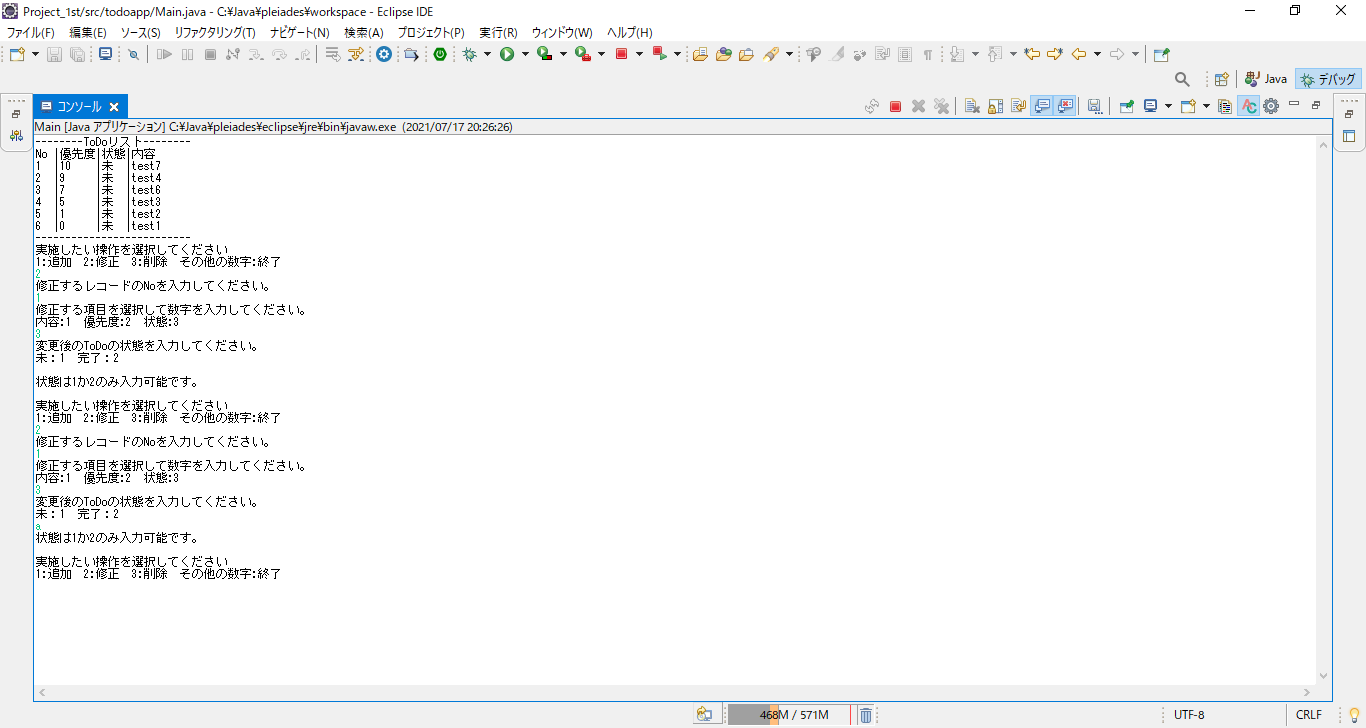 Project_1st/src/todoapp/Main.java - C:¥Java¥pleiades¥workspace - Eclipse IDE
ファイル(F) 編集(E) ソース(S) リファクタリング(T) ナビゲート(N) 検索(A) プロジェクト(P) 実行(R) ウィンドウ(W) ヘルプ(H)
Java デバッグ
コンソール
Main [Java アプリケーション] C:¥Java¥pleiades¥eclipse¥jre¥bin¥javaw.exe (2021/07/17 20:26:26)
--------ToDoリスト--------
No |優先度|状態|内容
1 |10 |未 |test7
2 |9 |未 |test4
3 |7 |未 |test6
4 |5 |未 |test3
5 |1 |未 |test2
6 |0 |未 |test1
--------------------------
実施したい操作を選択してください
1:追加 2:修正 3:削除 その他の数字:終了
2
修正するレコードのNoを入力してください。
1
修正する項目を選択して数字を入力してください。
内容:1 優先度:2 状態:3
3
変更後のToDoの状態を入力してください。
未：1 完了：2
状態は1か2のみ入力可能です。
実施したい操作を選択してください
1:追加 2:修正 3:削除 その他の数字:終了
2
修正するレコードのNoを入力してください。
1
修正する項目を選択して数字を入力してください。
内容:1 優先度:2 状態:3
3
変更後のToDoの状態を入力してください。
未：1 完了：2
a
状態は1か2のみ入力可能です。
実施したい操作を選択してください
1:追加 2:修正 3:削除 その他の数字:終了
468M / 571M
UTF-8
CRLF